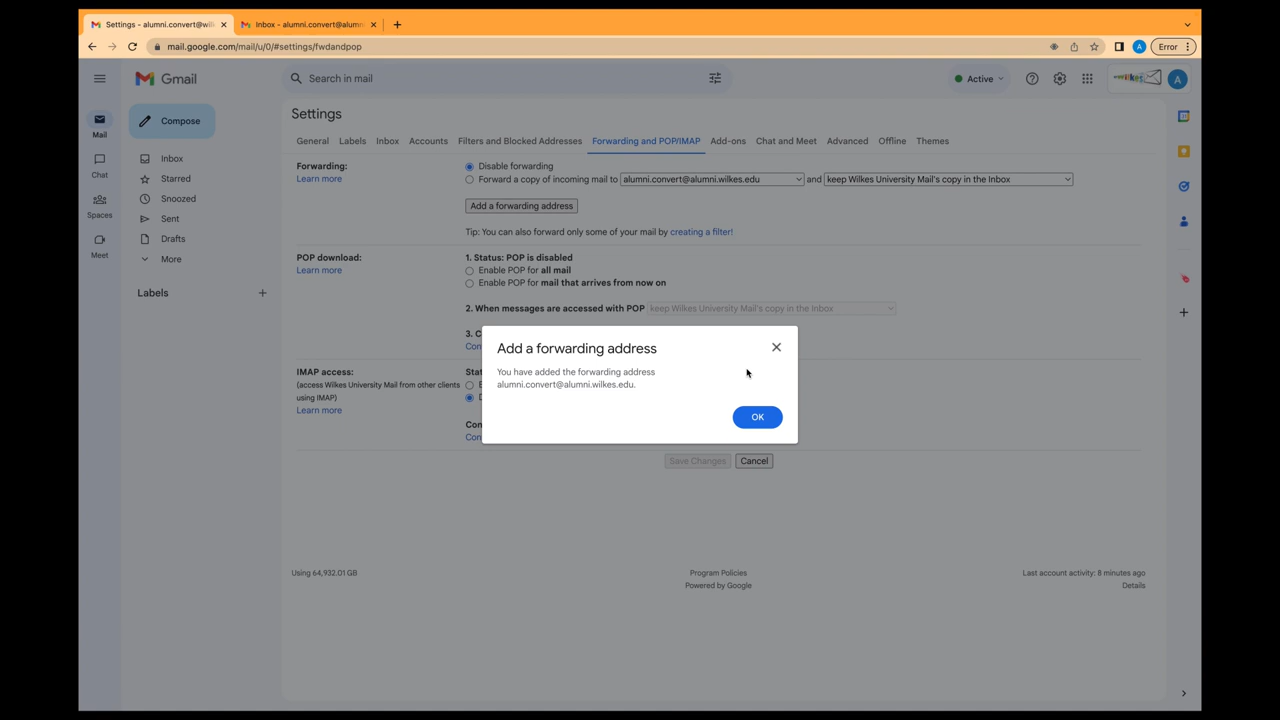 Settings - alumni.convert@wilk
Inbox - alumni.convert@alumn
mail.google.com/mail/u/0/#settings/fwdandpop
A
Error
Gmail
Search in mail
Active
A
Mail
Chat
Spaces
Meet
Compose
Inbox
Starred
Snoozed
Sent
Drafts
More
Labels
Settings
General Labels Inbox Accounts Filters and Blocked Addresses Forwarding and POP/IMAP Add-ons Chat and Meet Advanced Offline Themes
Forwarding:
Learn more
Disable forwarding
Forward a copy of incoming mail to alumni.convert@alumni.wilkes.edu and keep Wilkes University Mail's copy in the Inbox
Add a forwarding address
Tip: You can also forward only some of your mail by creating a filter!
POP download:
Learn more
1. Status: POP is disabled
Enable POP for all mail
Enable POP for mail that arrives from now on
2. When messages are accessed with POP keep Wilkes University Mail's copy in the Inbox
3. C
Con
IMAP access:
(access Wilkes University Mail from other clients
using IMAP)
Learn more
Stat
E
D
Con
Con
Add a forwarding address
You have added the forwarding address
alumni.convert@alumni.wilkes.edu.
OK
Save Changes Cancel
Using 64,932.01 GB
Program Policies
Powered by Google
Last account activity: 8 minutes ago
Details